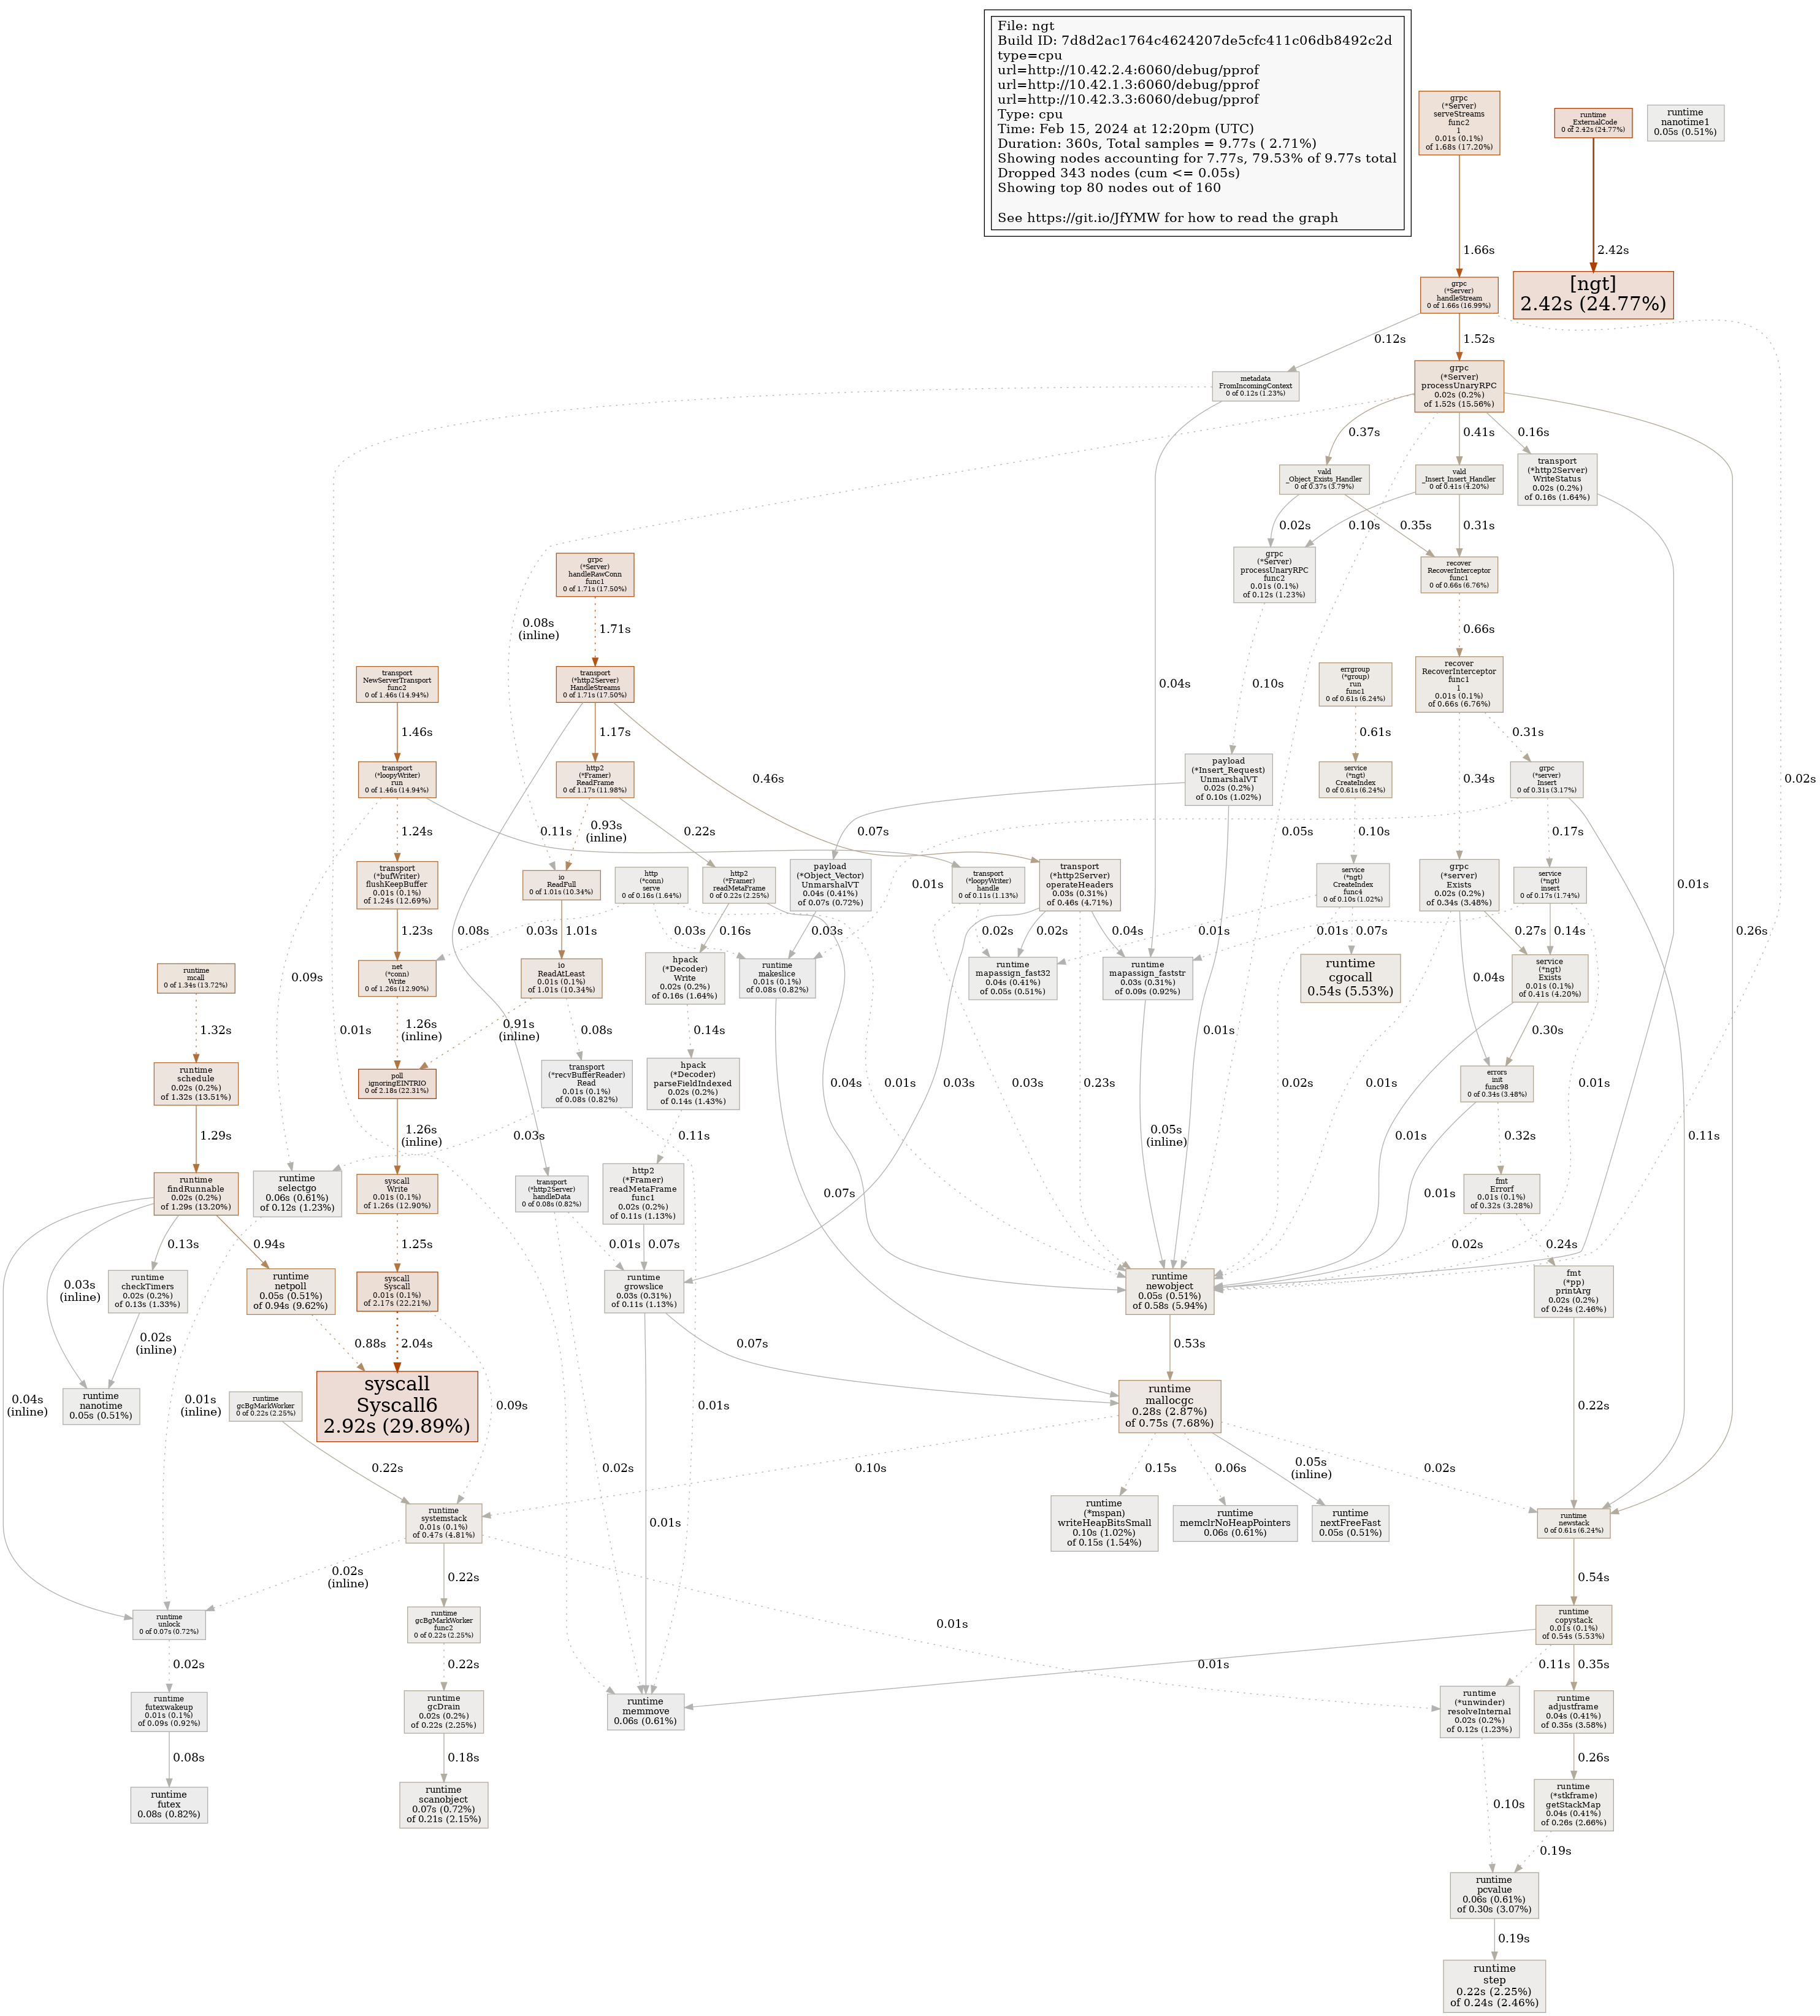 File: ngt
Build ID: 7d8d2ac1764c4624207de5cfc411c06db8492c2d
type=cpu
url=http://10.42.2.4:6060/debug/pprof
url=http://10.42.1.3:6060/debug/pprof
url=http://10.42.3.3:6060/debug/pprof
Type: cpu
Time: Feb 15, 2024 at 12:20pm (UTC)
Duration: 360s, Total samples = 9.77s ( 2.71%)
Showing nodes accounting for 7.77s, 79.53% of 9.77s total
Dropped 343 nodes (cum <= 0.05s)
Showing top 80 nodes out of 160
See https://git.io/JfYMW for how to read the graph
grpc
(*Server)
serveStreams
func2
1
0.01s (0.1%)
of 1.68s (17.20%)
runtime
_ExternalCode
0 of 2.42s (24.77%)
runtime
nanotime1
0.05s (0.51%)
1.66s
2.42s
grpc
(*Server)
handleStream
0 of 1.66s (16.99%)
[ngt]
2.42s (24.77%)
0.12s
1.52s
metadata
FromIncomingContext
0 of 0.12s (1.23%)
grpc
(*Server)
processUnaryRPC
0.02s (0.2%)
of 1.52s (15.56%)
0.37s
0.41s
0.16s
vald
_Object_Exists_Handler
0 of 0.37s (3.79%)
vald
_Insert_Insert_Handler
0 of 0.41s (4.20%)
transport
(*http2Server)
WriteStatus
0.02s (0.2%)
of 0.16s (1.64%)
0.02s
0.10s
0.35s
0.31s
grpc
(*Server)
handleRawConn
func1
0 of 1.71s (17.50%)
grpc
(*Server)
processUnaryRPC
func2
0.01s (0.1%)
of 0.12s (1.23%)
recover
RecoverInterceptor
func1
0 of 0.66s (6.76%)
0.08s
(inline)
1.71s
0.66s
transport
NewServerTransport
func2
0 of 1.46s (14.94%)
transport
(*http2Server)
HandleStreams
0 of 1.71s (17.50%)
0.04s
0.10s
errgroup
(*group)
run
func1
0 of 0.61s (6.24%)
recover
RecoverInterceptor
func1
1
0.01s (0.1%)
of 0.66s (6.76%)
1.46s
1.17s
0.61s
0.31s
transport
(*loopyWriter)
run
0 of 1.46s (14.94%)
http2
(*Framer)
ReadFrame
0 of 1.17s (11.98%)
0.46s
payload
(*Insert_Request)
UnmarshalVT
0.02s (0.2%)
of 0.10s (1.02%)
0.05s
service
(*ngt)
CreateIndex
0 of 0.61s (6.24%)
0.34s
grpc
(*server)
Insert
0 of 0.31s (3.17%)
0.02s
1.24s
0.11s
0.93s
(inline)
0.22s
0.07s
0.10s
0.17s
transport
(*bufWriter)
flushKeepBuffer
0.01s (0.1%)
of 1.24s (12.69%)
io
ReadFull
0 of 1.01s (10.34%)
http
(*conn)
serve
0 of 0.16s (1.64%)
http2
(*Framer)
readMetaFrame
0 of 0.22s (2.25%)
payload
(*Object_Vector)
UnmarshalVT
0.04s (0.41%)
of 0.07s (0.72%)
0.01s
transport
(*loopyWriter)
handle
0 of 0.11s (1.13%)
transport
(*http2Server)
operateHeaders
0.03s (0.31%)
of 0.46s (4.71%)
service
(*ngt)
CreateIndex
func4
0 of 0.10s (1.02%)
grpc
(*server)
Exists
0.02s (0.2%)
of 0.34s (3.48%)
service
(*ngt)
insert
0 of 0.17s (1.74%)
0.01s
0.26s
1.23s
0.03s
1.01s
0.08s
0.03s
0.16s
0.03s
0.02s
0.02s
0.04s
0.01s
0.07s
0.01s
0.27s
0.14s
0.09s
runtime
mcall
0 of 1.34s (13.72%)
net
(*conn)
Write
0 of 1.26s (12.90%)
io
ReadAtLeast
0.01s (0.1%)
of 1.01s (10.34%)
hpack
(*Decoder)
Write
0.02s (0.2%)
of 0.16s (1.64%)
runtime
makeslice
0.01s (0.1%)
of 0.08s (0.82%)
runtime
mapassign_fast32
0.04s (0.41%)
of 0.05s (0.51%)
runtime
mapassign_faststr
0.03s (0.31%)
of 0.09s (0.92%)
runtime
cgocall
0.54s (5.53%)
0.04s
service
(*ngt)
Exists
0.01s (0.1%)
of 0.41s (4.20%)
1.32s
0.01s
1.26s
(inline)
0.91s
(inline)
0.08s
0.14s
0.01s
0.30s
runtime
schedule
0.02s (0.2%)
of 1.32s (13.51%)
poll
ignoringEINTRIO
0 of 2.18s (22.31%)
transport
(*recvBufferReader)
Read
0.01s (0.1%)
of 0.08s (0.82%)
hpack
(*Decoder)
parseFieldIndexed
0.02s (0.2%)
of 0.14s (1.43%)
0.04s
0.01s
0.03s
0.03s
0.23s
0.02s
0.01s
errors
init
func98
0 of 0.34s (3.48%)
0.01s
1.29s
1.26s
(inline)
0.03s
0.11s
0.05s
(inline)
0.01s
0.32s
0.11s
runtime
findRunnable
0.02s (0.2%)
of 1.29s (13.20%)
runtime
selectgo
0.06s (0.61%)
of 0.12s (1.23%)
syscall
Write
0.01s (0.1%)
of 1.26s (12.90%)
transport
(*http2Server)
handleData
0 of 0.08s (0.82%)
http2
(*Framer)
readMetaFrame
func1
0.02s (0.2%)
of 0.11s (1.13%)
0.07s
0.01s
fmt
Errorf
0.01s (0.1%)
of 0.32s (3.28%)
0.13s
0.94s
1.25s
0.01s
0.07s
0.02s
0.24s
0.03s
(inline)
runtime
checkTimers
0.02s (0.2%)
of 0.13s (1.33%)
runtime
netpoll
0.05s (0.51%)
of 0.94s (9.62%)
syscall
Syscall
0.01s (0.1%)
of 2.17s (22.21%)
runtime
growslice
0.03s (0.31%)
of 0.11s (1.13%)
runtime
newobject
0.05s (0.51%)
of 0.58s (5.94%)
fmt
(*pp)
printArg
0.02s (0.2%)
of 0.24s (2.46%)
0.02s
(inline)
0.88s
2.04s
0.07s
0.53s
0.04s
(inline)
runtime
nanotime
0.05s (0.51%)
0.01s
(inline)
runtime
gcBgMarkWorker
0 of 0.22s (2.25%)
syscall
Syscall6
2.92s (29.89%)
0.09s
0.01s
runtime
mallocgc
0.28s (2.87%)
of 0.75s (7.68%)
0.22s
0.22s
0.10s
0.02s
0.15s
0.06s
0.05s
(inline)
0.02s
runtime
systemstack
0.01s (0.1%)
of 0.47s (4.81%)
0.01s
runtime
(*mspan)
writeHeapBitsSmall
0.10s (1.02%)
of 0.15s (1.54%)
runtime
memclrNoHeapPointers
0.06s (0.61%)
runtime
nextFreeFast
0.05s (0.51%)
runtime
newstack
0 of 0.61s (6.24%)
0.02s
(inline)
0.22s
0.54s
runtime
unlock
0 of 0.07s (0.72%)
runtime
gcBgMarkWorker
func2
0 of 0.22s (2.25%)
0.01s
runtime
copystack
0.01s (0.1%)
of 0.54s (5.53%)
0.02s
0.22s
0.01s
0.11s
0.35s
runtime
futexwakeup
0.01s (0.1%)
of 0.09s (0.92%)
runtime
gcDrain
0.02s (0.2%)
of 0.22s (2.25%)
runtime
memmove
0.06s (0.61%)
runtime
(*unwinder)
resolveInternal
0.02s (0.2%)
of 0.12s (1.23%)
runtime
adjustframe
0.04s (0.41%)
of 0.35s (3.58%)
0.08s
0.18s
0.26s
runtime
futex
0.08s (0.82%)
runtime
scanobject
0.07s (0.72%)
of 0.21s (2.15%)
0.10s
runtime
(*stkframe)
getStackMap
0.04s (0.41%)
of 0.26s (2.66%)
0.19s
runtime
pcvalue
0.06s (0.61%)
of 0.30s (3.07%)
0.19s
runtime
step
0.22s (2.25%)
of 0.24s (2.46%)